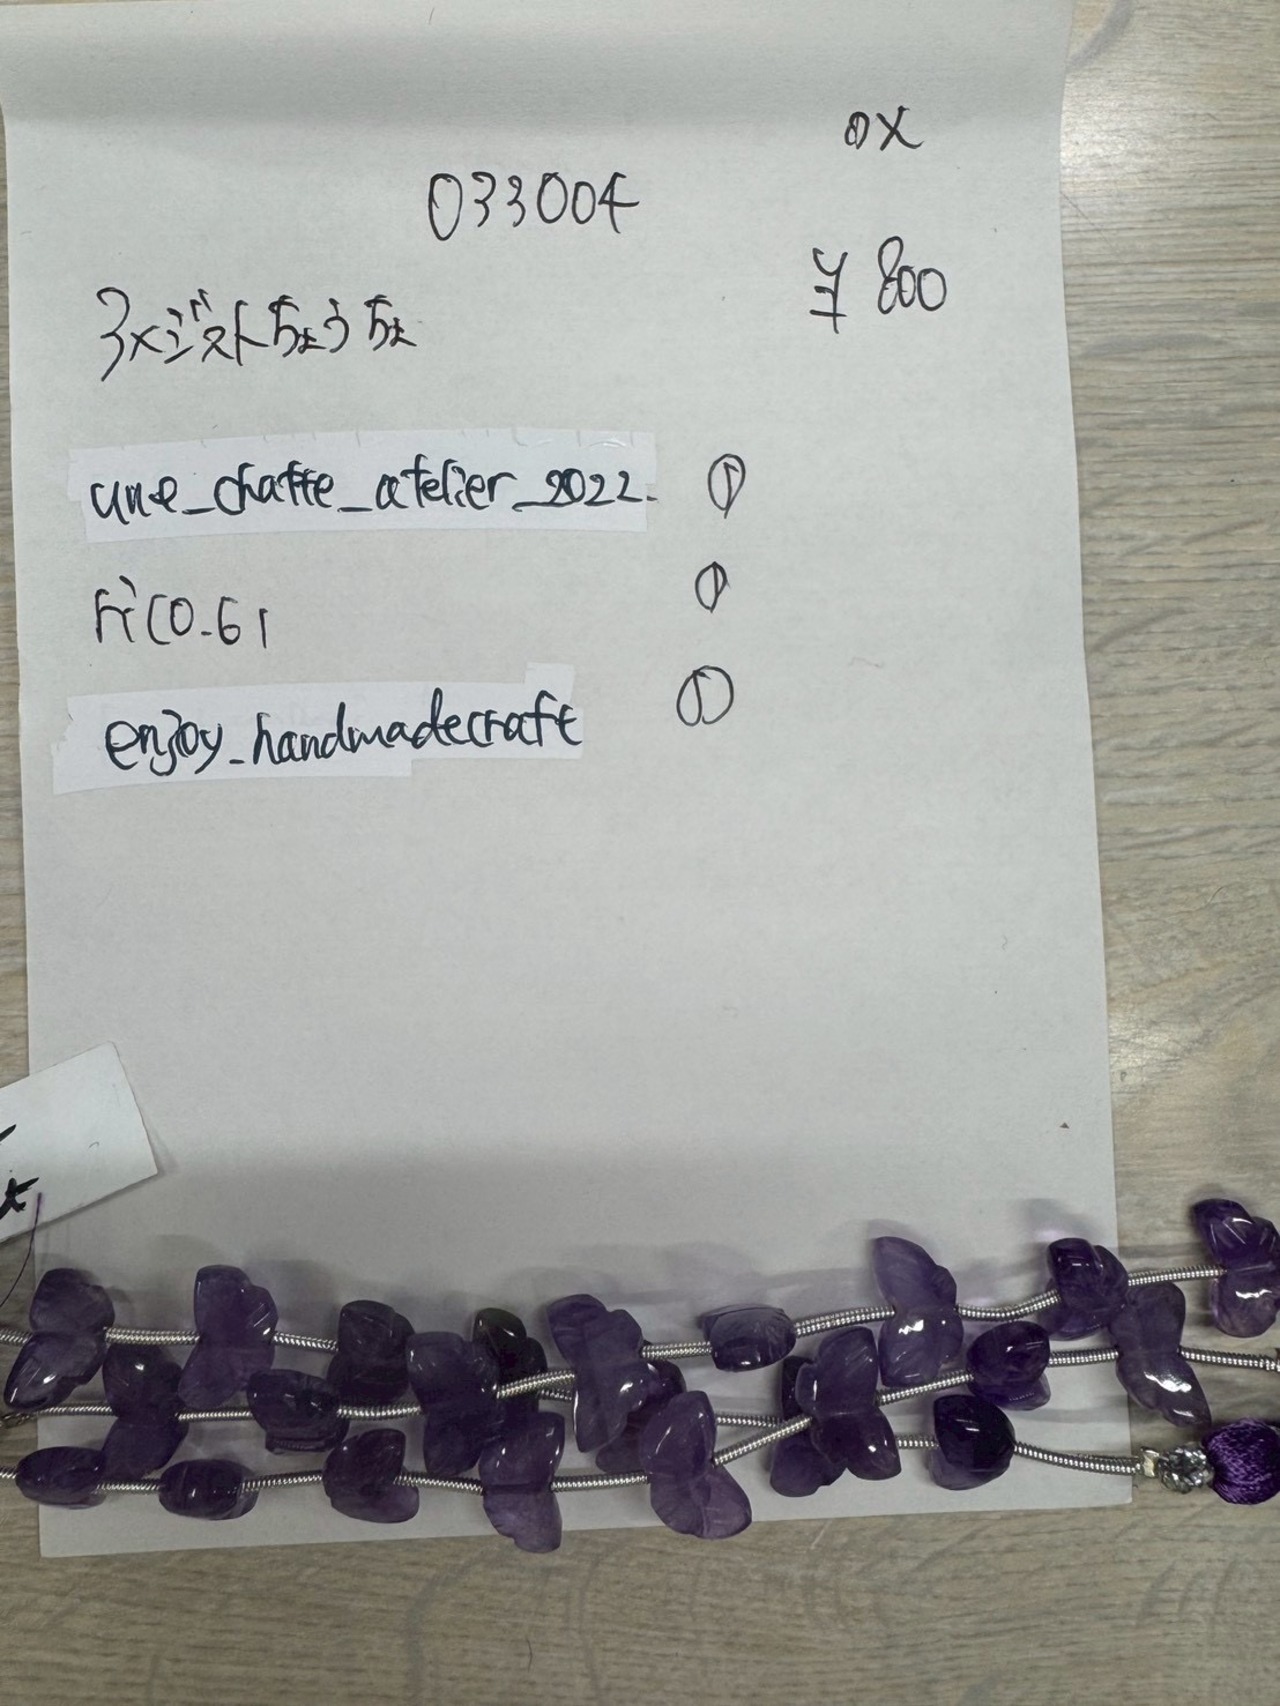 0X
033004
¥800
アメジストちょうちょ
une_chatte_atelier_2022. ①
ric0.61 ①
enjoy_handmadecraft ①